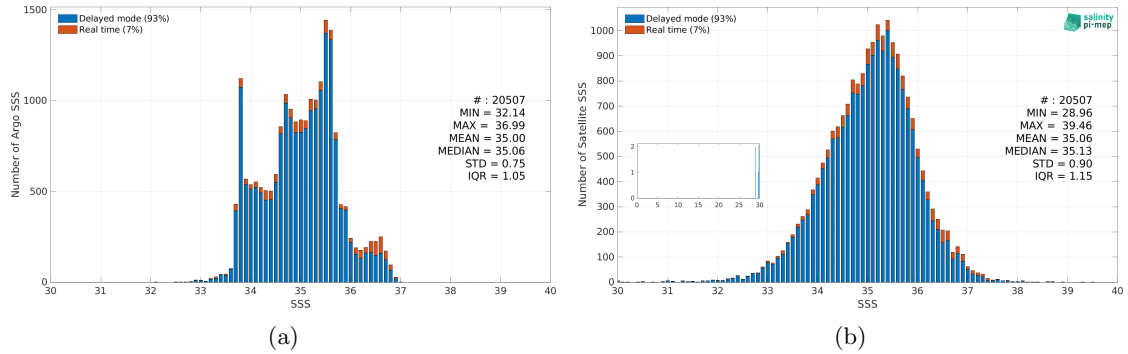 Delayed mode (93%)
Real time (7%)
# : 20507
MIN = 32.14
MAX = 36.99
MEAN = 35.00
MEDIAN = 35.06
STD = 0.75
IQR = 1.05
Number of Argo SSS
1500
1000
500
0
30 31 32 33 34 35 36 37 38 39 40
SSS
(a)
Delayed mode (93%)
Real time (7%)
salinity
pi-mep
# : 20507
MIN = 28.96
MAX = 39.46
MEAN = 35.06
MEDIAN = 35.13
STD = 0.90
IQR = 1.15
Number of Satellite SSS
1000
900
800
700
600
500
400
300
200
100
0
2
1
0
0 5 10 15 20 25 30
30 31 32 33 34 35 36 37 38 39 40
SSS
(b)